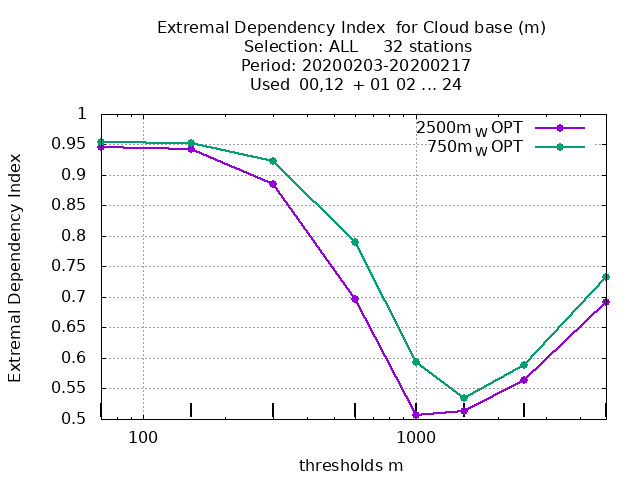 Extremal Dependency Index  for Cloud base (m)
Selection: ALL     32 stations
Period: 20200203-20200217
Used  00,12  + 01 02 ... 24
2500m W OPT
750m W OPT
1
0.95
0.9
0.85
0.8
0.75
0.7
0.65
0.6
0.55
0.5
Extremal Dependency Index
100
1000
thresholds m